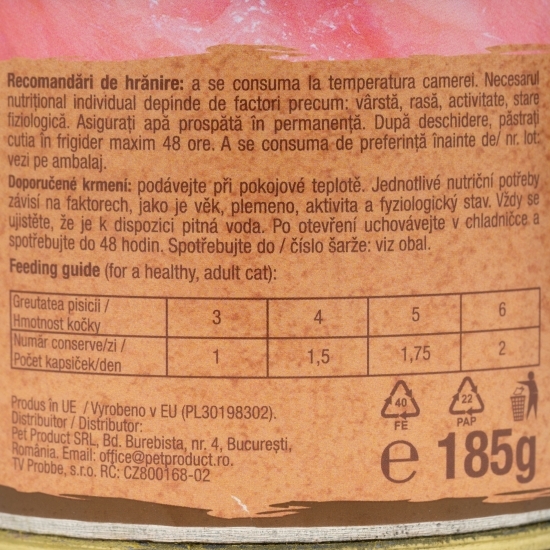 Recomandări de hrănire: a se consuma la temperatura camerei. Necesarul
nutrițional individual depinde de factori precum: vârstă, rasă, activitate, stare
fiziologică. Asigurați apă prospătă în permanență. După deschidere, păstrați
cutia în frigider maxim 48 ore. A se consuma de preferință înainte de/ nr. lot:
vezi pe ambalaj.
Doporučené krmení: podávejte při pokojové teplotě. Jednotlivé nutriční potřeby
závisí na faktorech, jako je věk, plemeno, aktivita a fyziologický stav. Vždy se
ujistěte, že je k dispozici pitná voda. Po otevření uchovávejte v chladničce a
spotřebujte do 48 hodin. Spotřebujte do / číslo šarže: viz obal.
Feeding guide (for a healthy, adult cat):
Greutatea pisicii /
Hmotnost kočky 3 4 5 6
Număr conserve/zi /
Počet kapsiček/den 1 1,5 1,75 2
Produs în UE / Vyrobeno v EU (PL30198302).
Distribuitor / Distributor:
Pet Product SRL, Bd. Burebista, nr. 4, București,
România. Email: office@petproduct.ro.
TV Probbe, s.r.o. RC: CZ800168-02
40
FE
22
PAP
e 185g